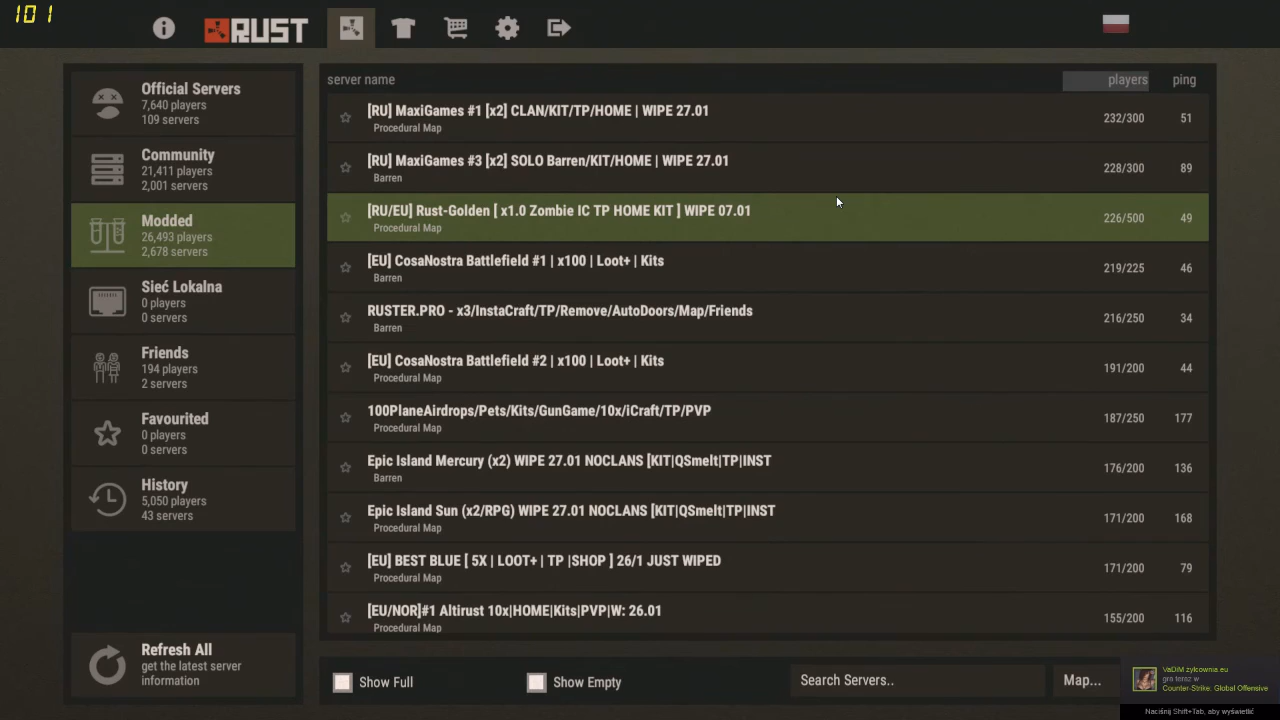 101
RUST
Official Servers
7,640 players
109 servers
Community
21,411 players
2,001 servers
Modded
26,493 players
2,678 servers
Sieć Lokalna
0 players
0 servers
Friends
194 players
2 servers
Favourited
0 players
0 servers
History
5,050 players
43 servers
Refresh All
get the latest server
information
server name players ping
[RU] MaxiGames #1 [x2] CLAN/KIT/TP/HOME | WIPE 27.01
Procedural Map
232/300 51
[RU] MaxiGames #3 [x2] SOLO Barren/KIT/HOME | WIPE 27.01
Barren
228/300 89
[RU/EU] Rust-Golden [ x1.0 Zombie IC TP HOME KIT ] WIPE 07.01
Procedural Map
226/500 49
[EU] CosaNostra Battlefield #1 | x100 | Loot+ | Kits
Barren
219/225 46
RUSTER.PRO - x3/InstaCraft/TP/Remove/AutoDoors/Map/Friends
Barren
216/250 34
[EU] CosaNostra Battlefield #2 | x100 | Loot+ | Kits
Procedural Map
191/200 44
100PlaneAirdrops/Pets/Kits/GunGame/10x/iCraft/TP/PVP
Procedural Map
187/250 177
Epic Island Mercury (x2) WIPE 27.01 NOCLANS [KIT|QSmelt|TP|INST
Barren
176/200 136
Epic Island Sun (x2/RPG) WIPE 27.01 NOCLANS [KIT|QSmelt|TP|INST
Procedural Map
171/200 168
[EU] BEST BLUE [ 5X | LOOT+ | TP |SHOP ] 26/1 JUST WIPED
Procedural Map
171/200 79
[EU/NOR]#1 Altirust 10x|HOME|Kits|PVP|W: 26.01
Procedural Map
155/200 116
Show Full
Show Empty
Search Servers..
Map...
VaDiM zylcownia.eu
gra teraz w
Counter-Strike: Global Offensive
Naciśnij Shift+Tab, aby wyświetlić